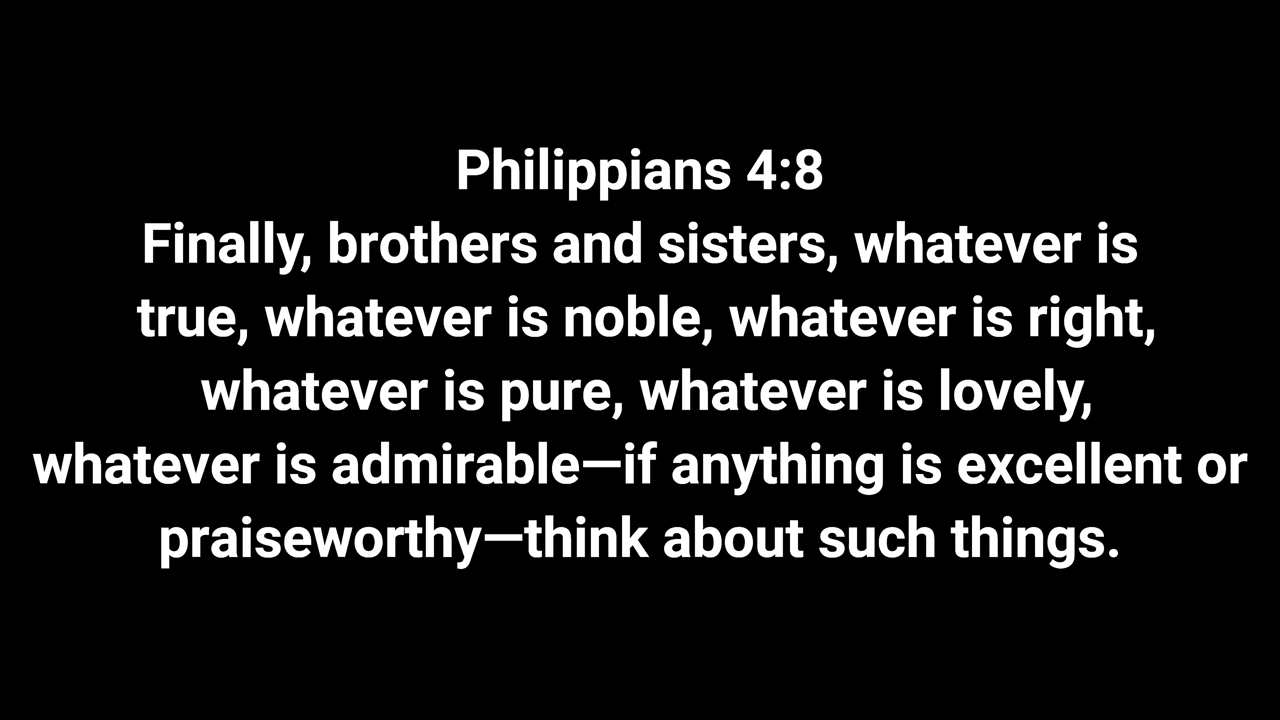 Philippians 4:8
Finally, brothers and sisters, whatever is
true, whatever is noble, whatever is right,
whatever is pure, whatever is lovely,
whatever is admirable—if anything is excellent or
praiseworthy—think about such things.